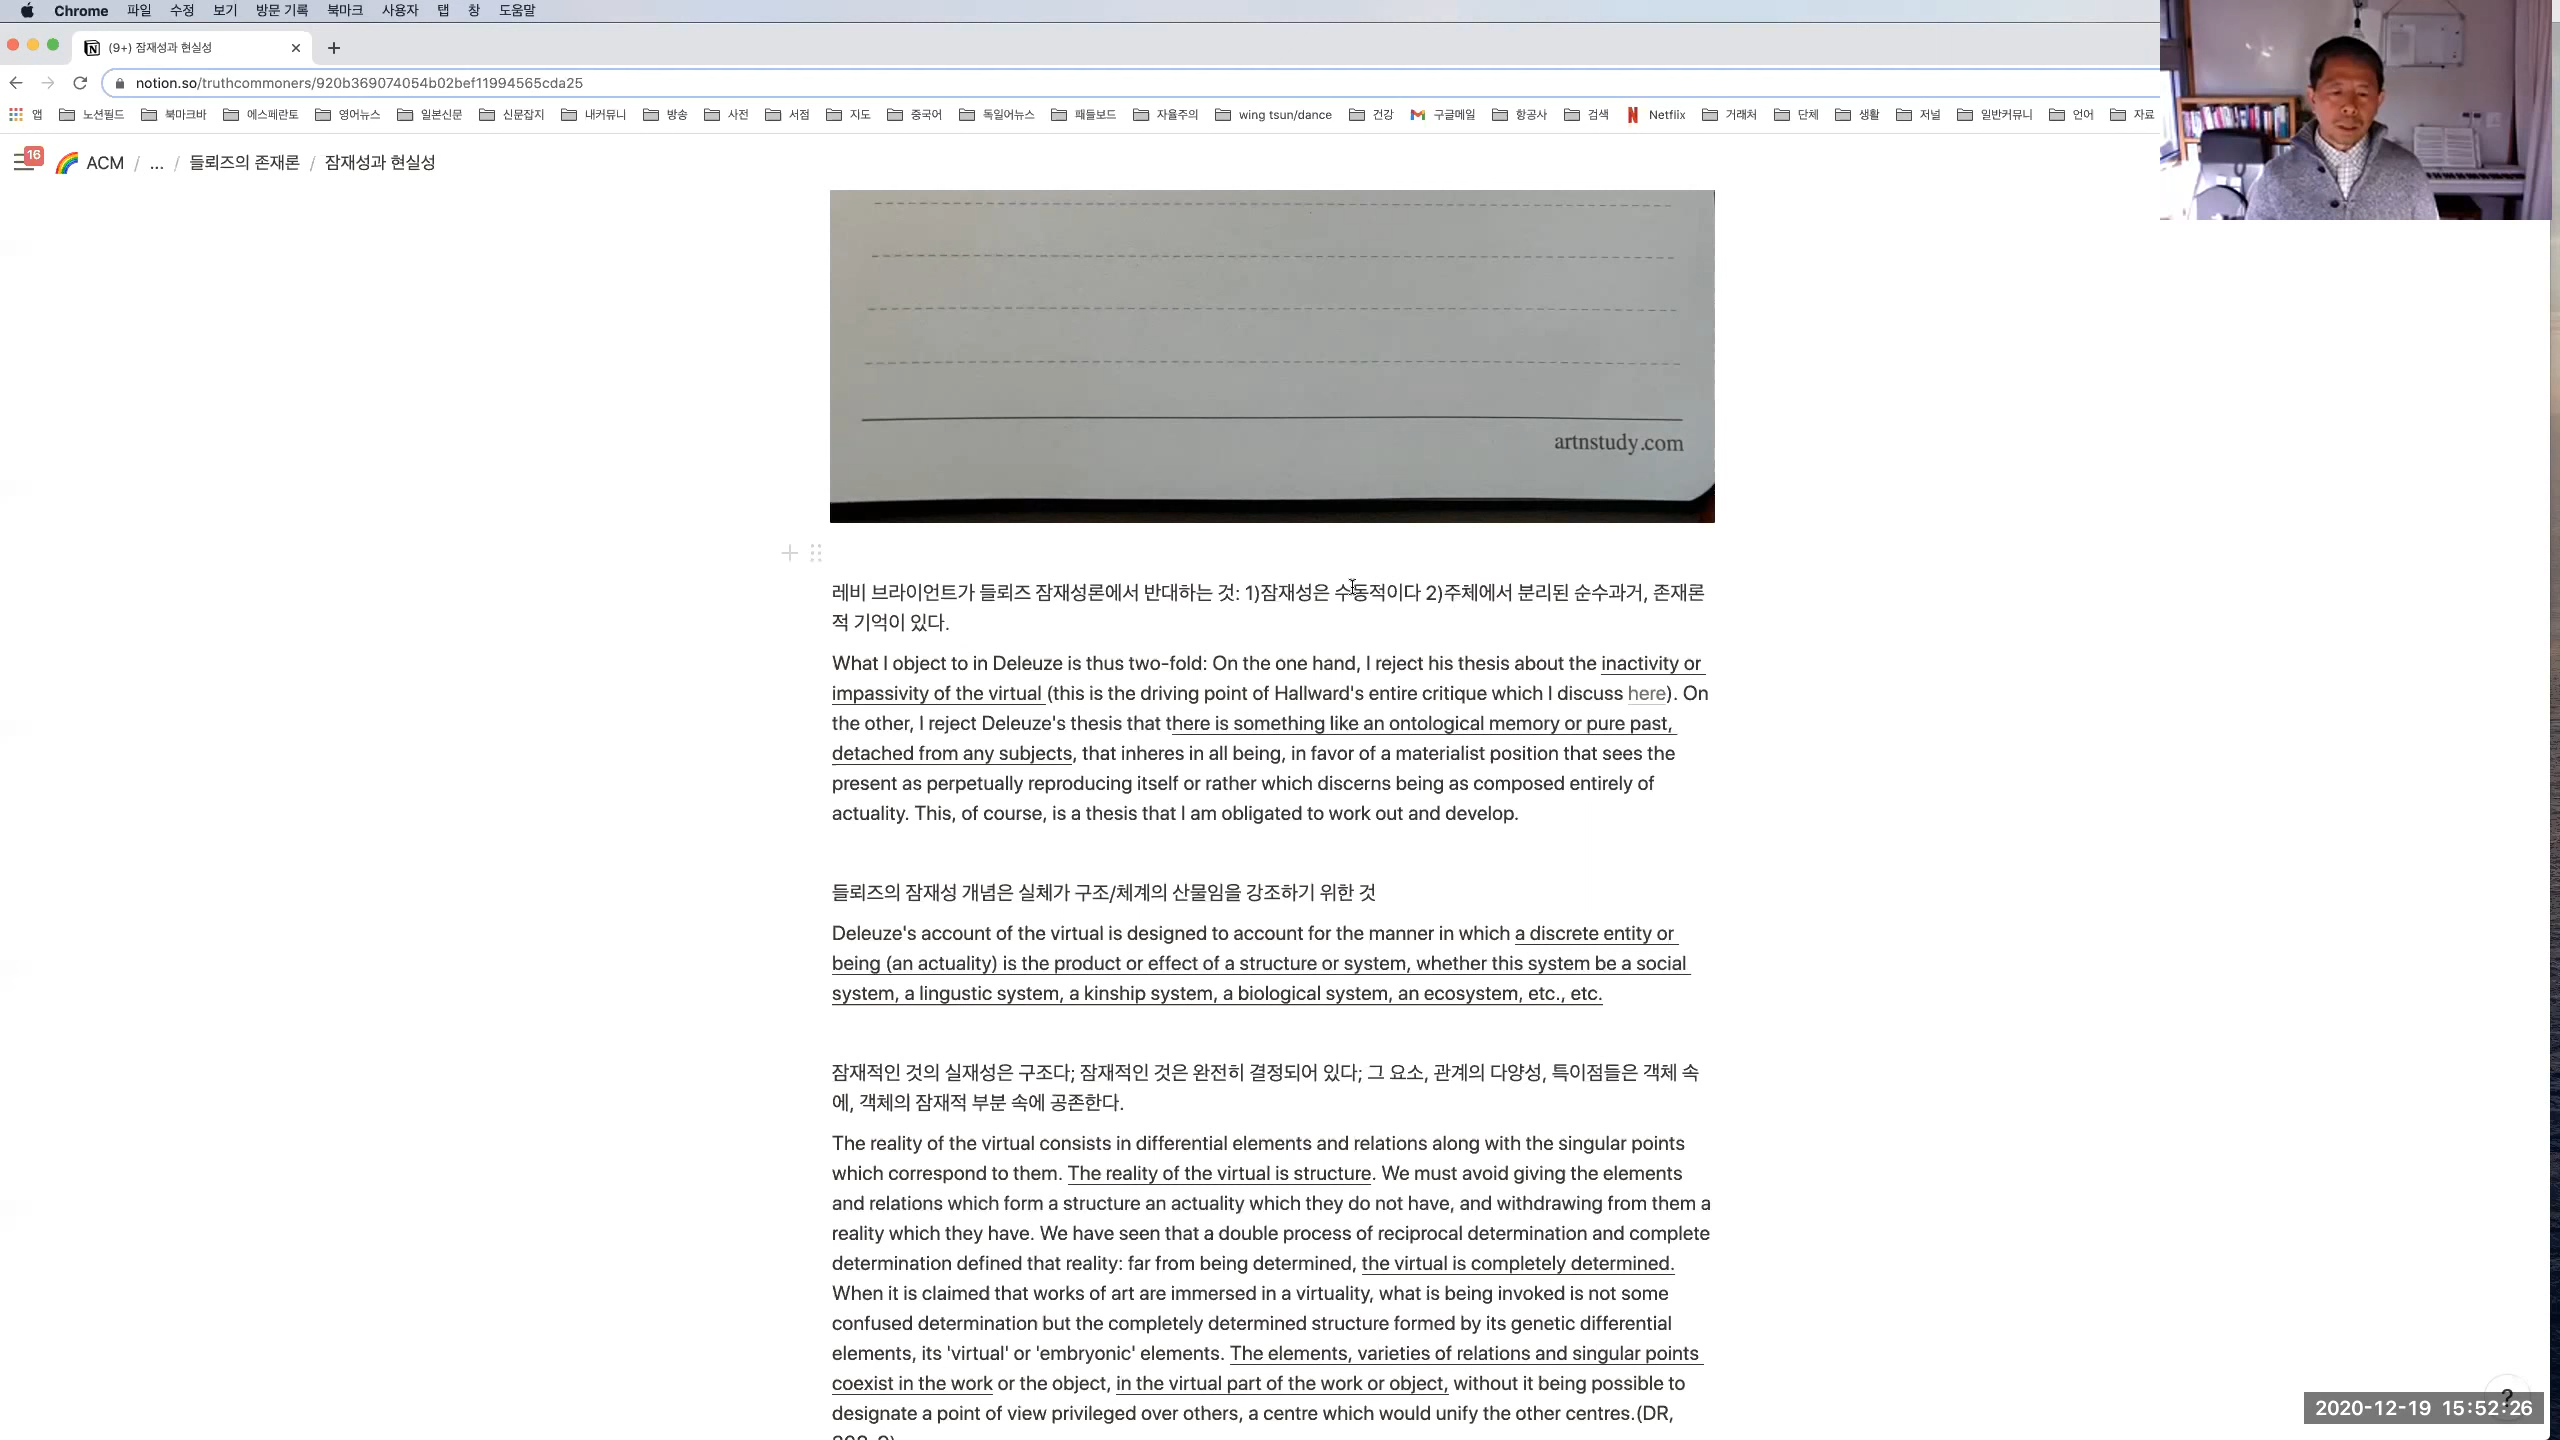 Chrome 파일 수정 보기 방문 기록 북마크 사용자 탭 창 도움말
(9+) 잠재성과 현실성
notion.so/truthcommoners/920b369074054b02bef11994565cda25
앱 노션필드 북마크바 에스페란토 영어뉴스 일본신문 신문잡지 내커뮤니 방송 사전 서점 지도 중국어 독일어뉴스 패들보드 자율주의 wing tsun/dance 건강 구글메일 항공사 검색 Netflix 거래처 단체 생활 저널 일반커뮤니 언어 자료
16 ACM / ... / 들뢰즈의 존재론 / 잠재성과 현실성
artnstudy.com
레비 브라이언트가 들뢰즈 잠재성론에서 반대하는 것: 1)잠재성은 수동적이다 2)주체에서 분리된 순수과거, 존재론
적 기억이 있다.
What I object to in Deleuze is thus two-fold: On the one hand, I reject his thesis about the inactivity or
impassivity of the virtual (this is the driving point of Hallward's entire critique which I discuss here). On
the other, I reject Deleuze's thesis that there is something like an ontological memory or pure past,
detached from any subjects, that inheres in all being, in favor of a materialist position that sees the
present as perpetually reproducing itself or rather which discerns being as composed entirely of
actuality. This, of course, is a thesis that I am obligated to work out and develop.
들뢰즈의 잠재성 개념은 실체가 구조/체계의 산물임을 강조하기 위한 것
Deleuze's account of the virtual is designed to account for the manner in which a discrete entity or
being (an actuality) is the product or effect of a structure or system, whether this system be a social
system, a lingustic system, a kinship system, a biological system, an ecosystem, etc., etc.
잠재적인 것의 실재성은 구조다; 잠재적인 것은 완전히 결정되어 있다; 그 요소, 관계의 다양성, 특이점들은 객체 속
에, 객체의 잠재적 부분 속에 공존한다.
The reality of the virtual consists in differential elements and relations along with the singular points
which correspond to them. The reality of the virtual is structure. We must avoid giving the elements
and relations which form a structure an actuality which they do not have, and withdrawing from them a
reality which they have. We have seen that a double process of reciprocal determination and complete
determination defined that reality: far from being determined, the virtual is completely determined.
When it is claimed that works of art are immersed in a virtuality, what is being invoked is not some
confused determination but the completely determined structure formed by its genetic differential
elements, its 'virtual' or 'embryonic' elements. The elements, varieties of relations and singular points
coexist in the work or the object, in the virtual part of the work or object, without it being possible to
designate a point of view privileged over others, a centre which would unify the other centres.(DR,
?
2020-12-19 15:52:26